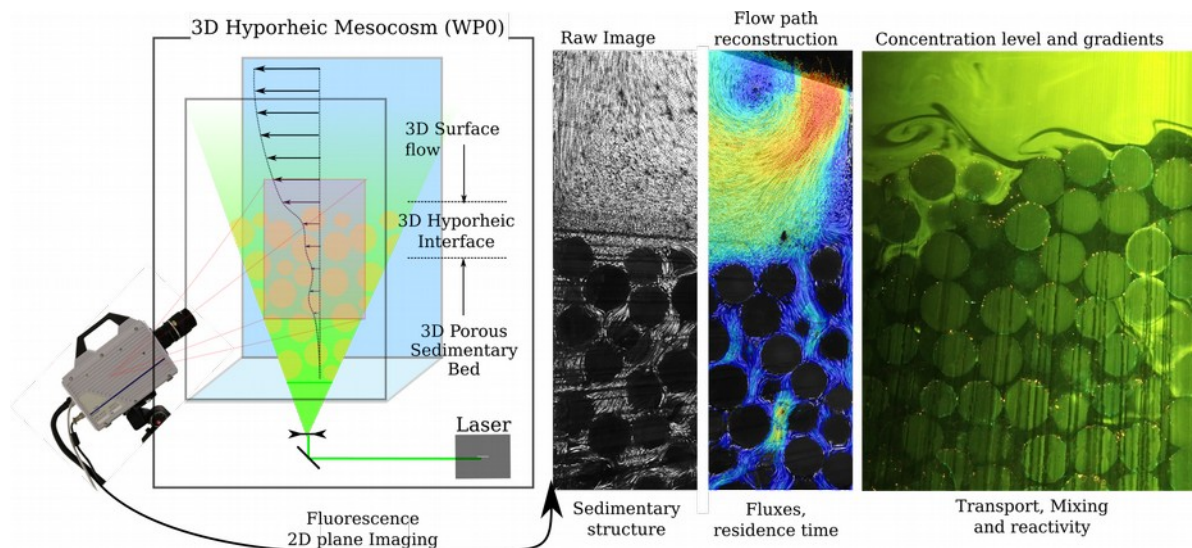 3D Hyporheic Mesocosm (WP0)
3D Surface
flow
3D Hyporheic
Interface
3D Porous
Sedimentary
Bed
Laser
Fluorescence
2D plane Imaging
Raw Image
Sedimentary
structure
Flow path
reconstruction
Fluxes,
residence time
Concentration level and gradients
Transport, Mixing
and reactivity